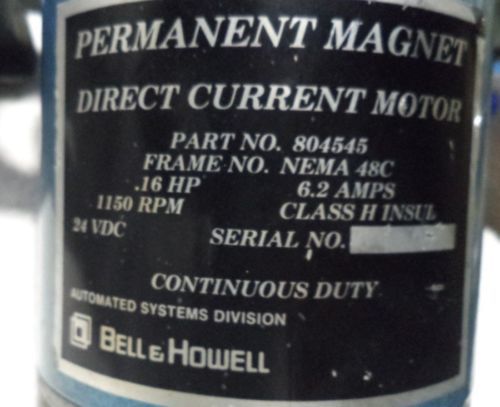 PERMANENT MAGNET
DIRECT CURRENT MOTOR
PART NO. 804545
FRAME NO. NEMA 48C
.16 HP 6.2 AMPS
1150 RPM CLASS H INSUL
24 VDC SERIAL NO.
CONTINUOUS DUTY
AUTOMATED SYSTEMS DIVISION
BELL & HOWELL